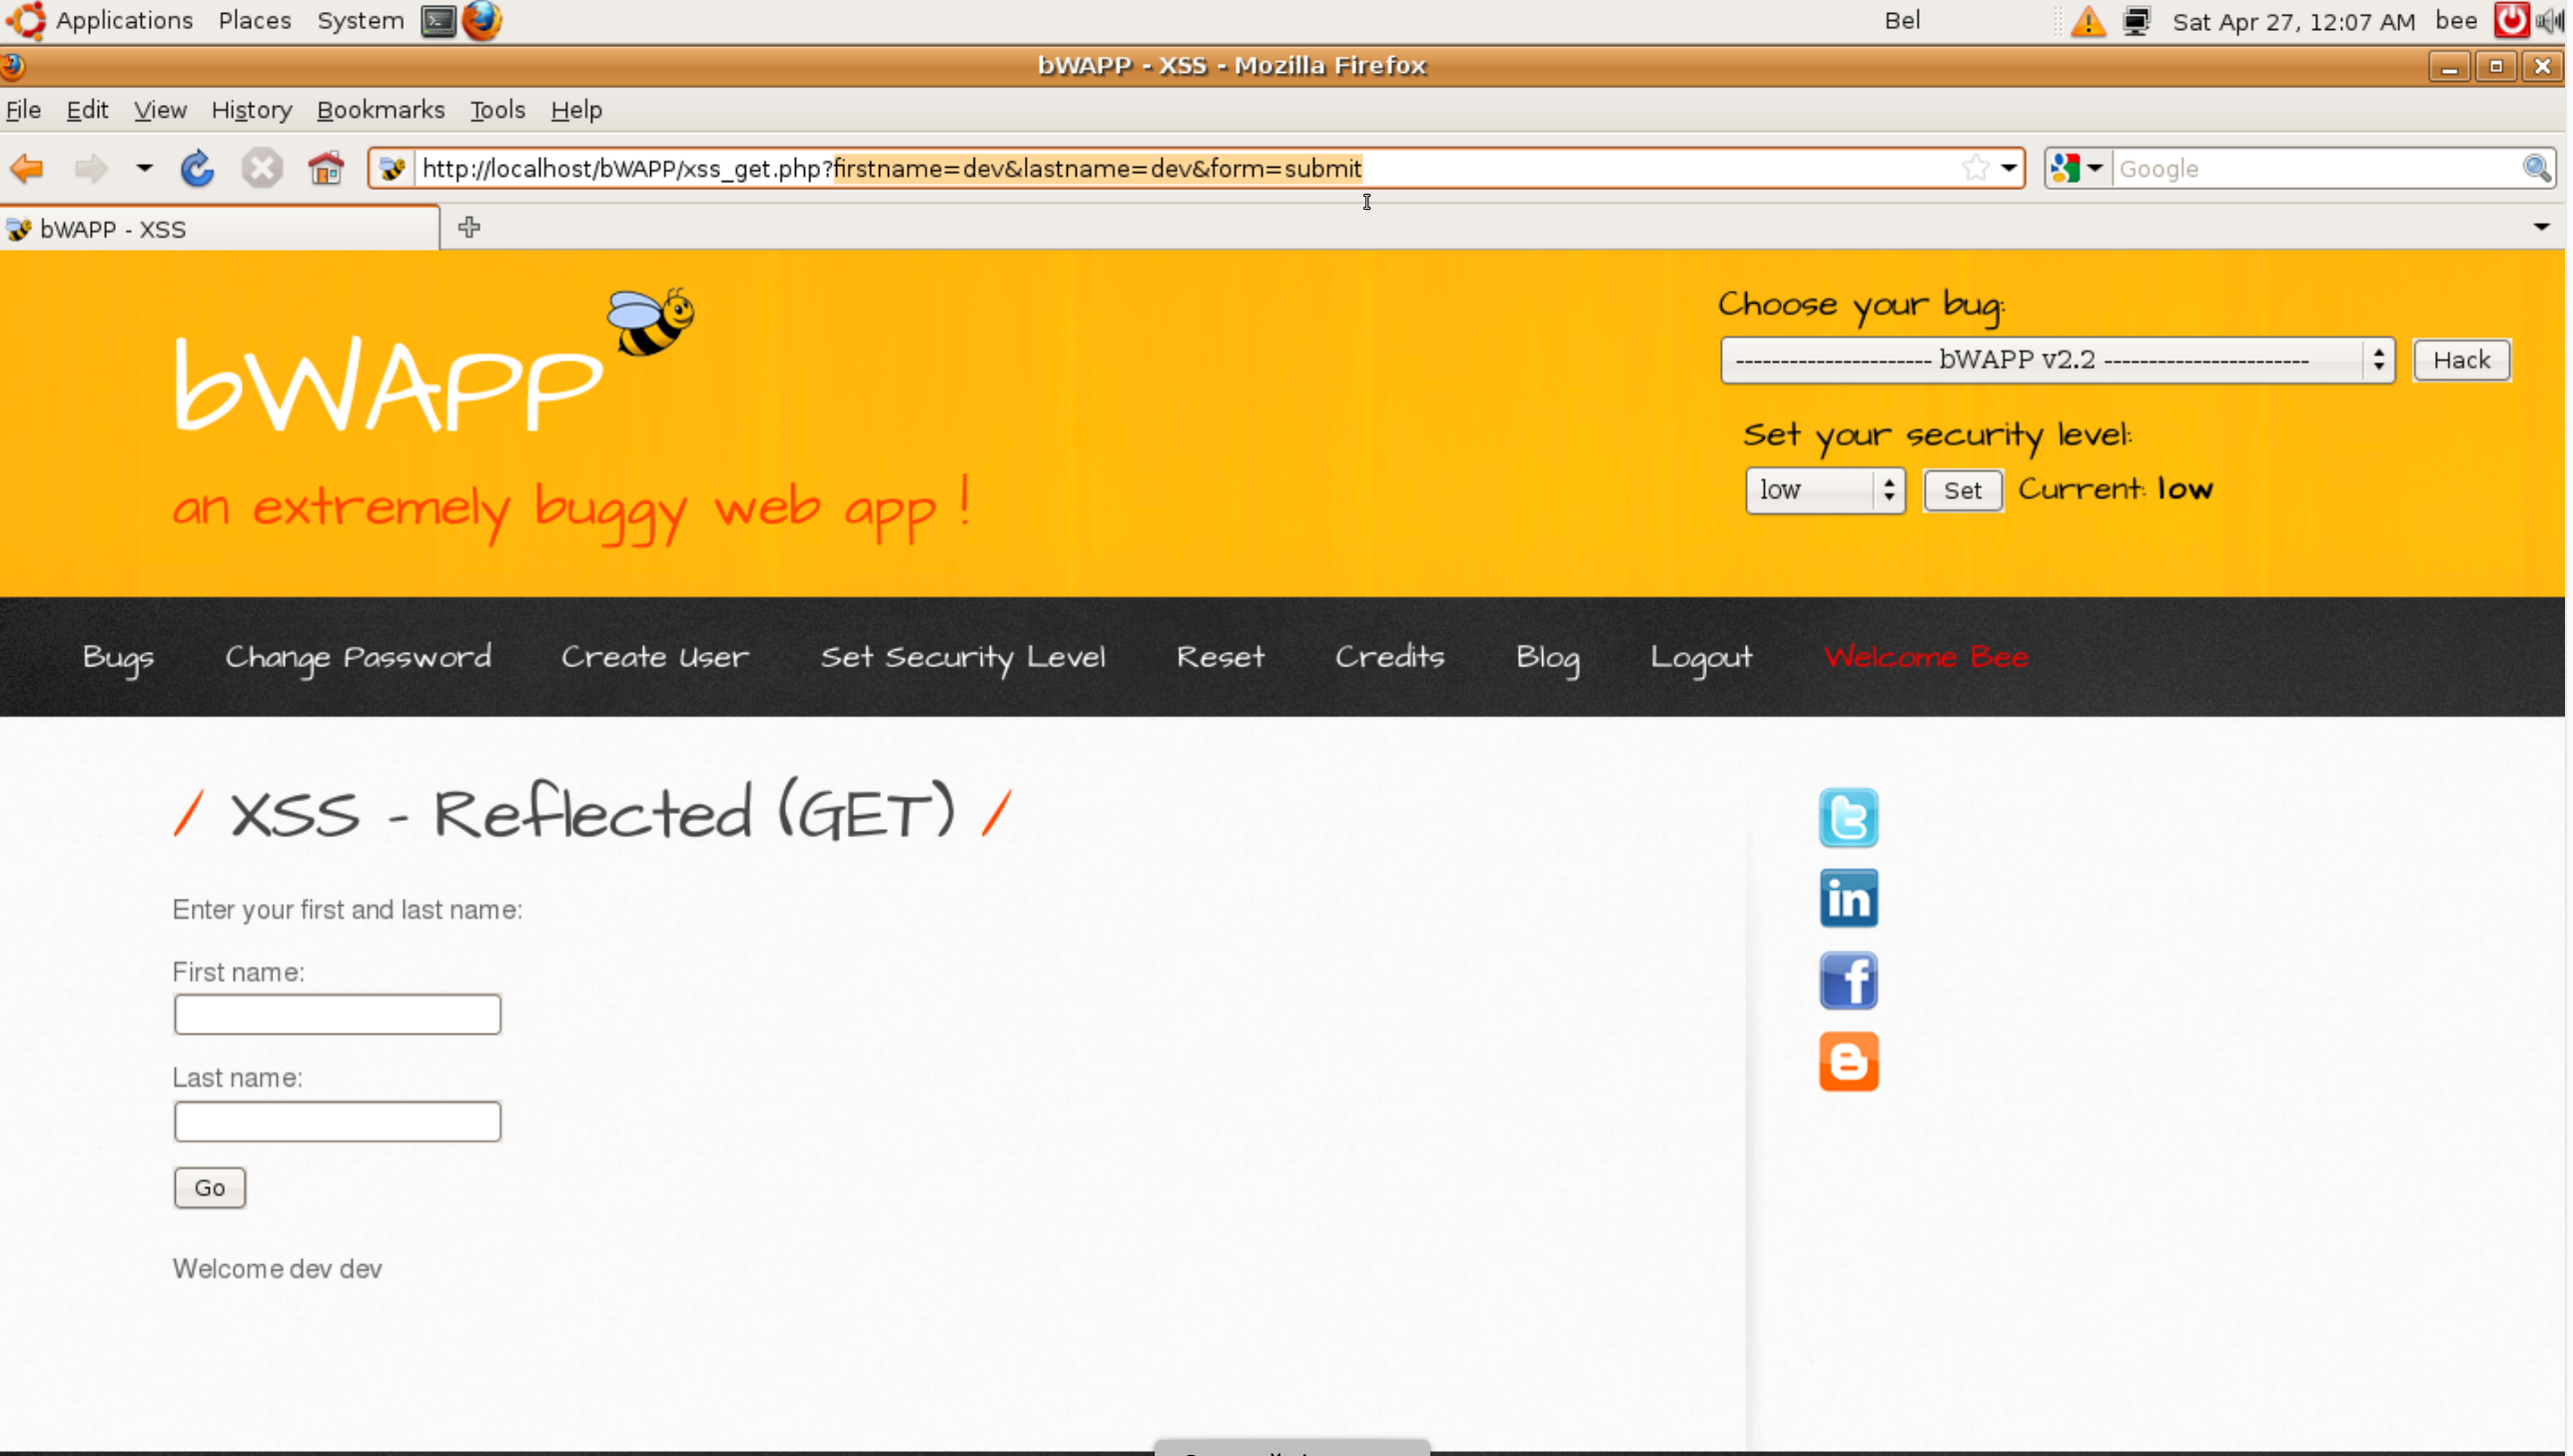 Applications Places System Bel Sat Apr 27, 12:07 AM bee
bWAPP - XSS - Mozilla Firefox
File Edit View History Bookmarks Tools Help
http://localhost/bWAPP/xss_get.php?firstname=dev&lastname=dev&form=submit Google
bWAPP - XSS
Choose your bug:
---------------------- bWAPP v2.2 ----------------------- Hack
bWAPP
Set your security level:
low Set Current: low
an extremely buggy web app !
Bugs Change Password Create User Set Security Level Reset Credits Blog Logout Welcome Bee
/ XSS - Reflected (GET) /
Enter your first and last name:
First name:
Last name:
Go
Welcome dev dev